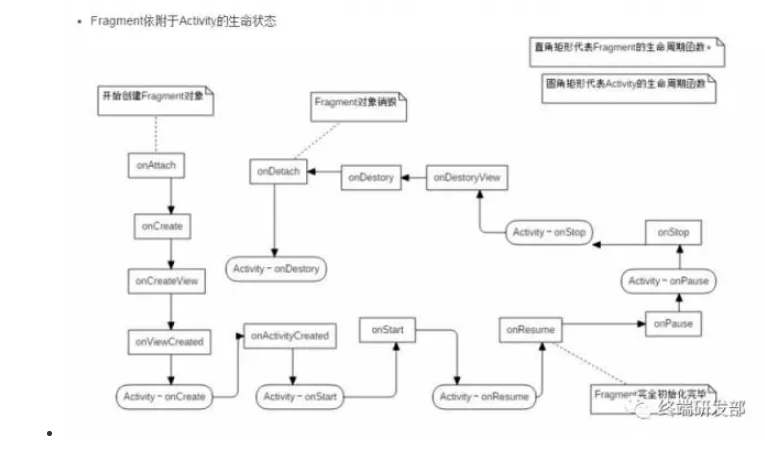 Fragment依附于Activity的生命状态
直角矩形代表Fragment的生命周期函数。
圆角矩形代表Activity的生命周期函数
开始创建Fragment对象
Fragment对象销毁
onAttach
onDetach
onDestory
onDestoryView
onCreate
Activity-onStop
onStop
Activity-onDestory
onCreateView
Activity-onPause
onViewCreated
onActivityCreated
onStart
onResume
onPause
Activity-onCreate
Activity-onStart
Activity-onResume
Fragment完全初始化完毕
终端研发部